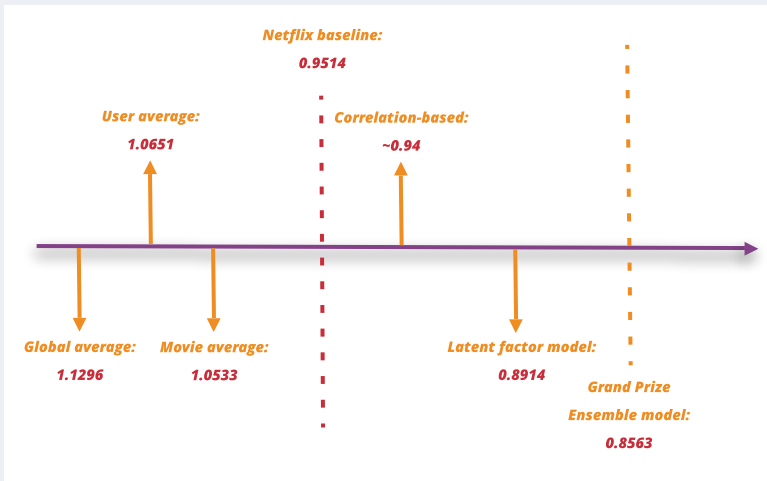 Netflix baseline:
0.9514
User average:
1.0651
Correlation-based:
~0.94
Global average:
1.1296
Movie average:
1.0533
Latent factor model:
0.8914
Grand Prize
Ensemble model:
0.8563